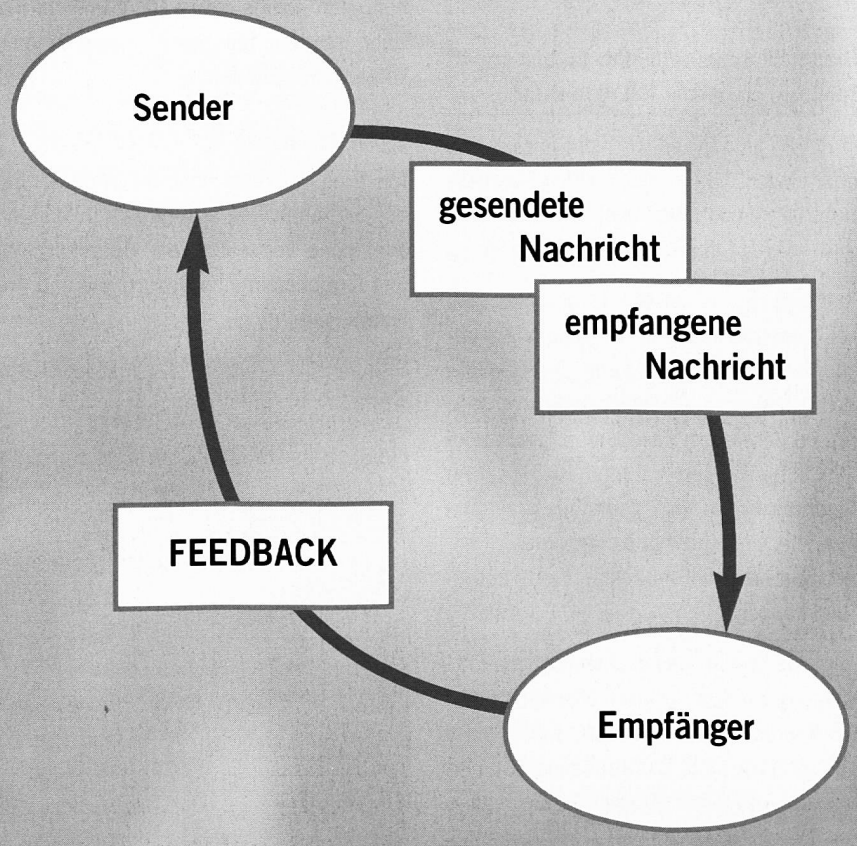 Sender
gesendete
Nachricht
empfangene
Nachricht
FEEDBACK
Empfänger